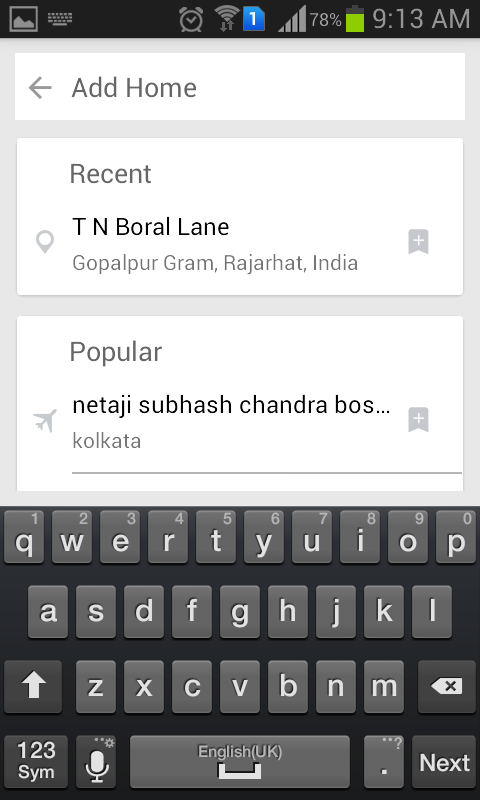 1 78% 9:13 AM
Add Home
Recent
T N Boral Lane
Gopalpur Gram, Rajarhat, India
Popular
netaji subhash chandra bos...
kolkata
1 2 3 4 5 6 7 8 9 0
q w e r t y u i o p
a s d f g h j k l
z x c v b n m
123 Sym English(UK) . ? Next